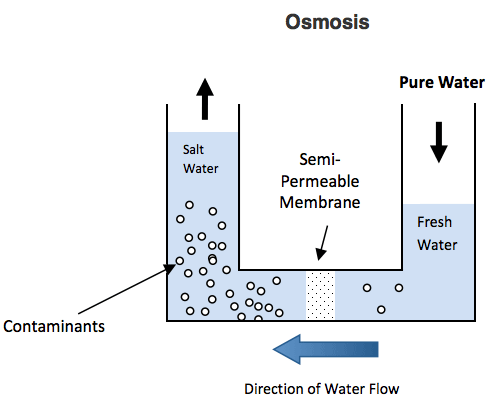 Osmosis
Pure Water
Salt
Water
Semi-
Permeable
Membrane
Fresh
Water
Contaminants
Direction of Water Flow